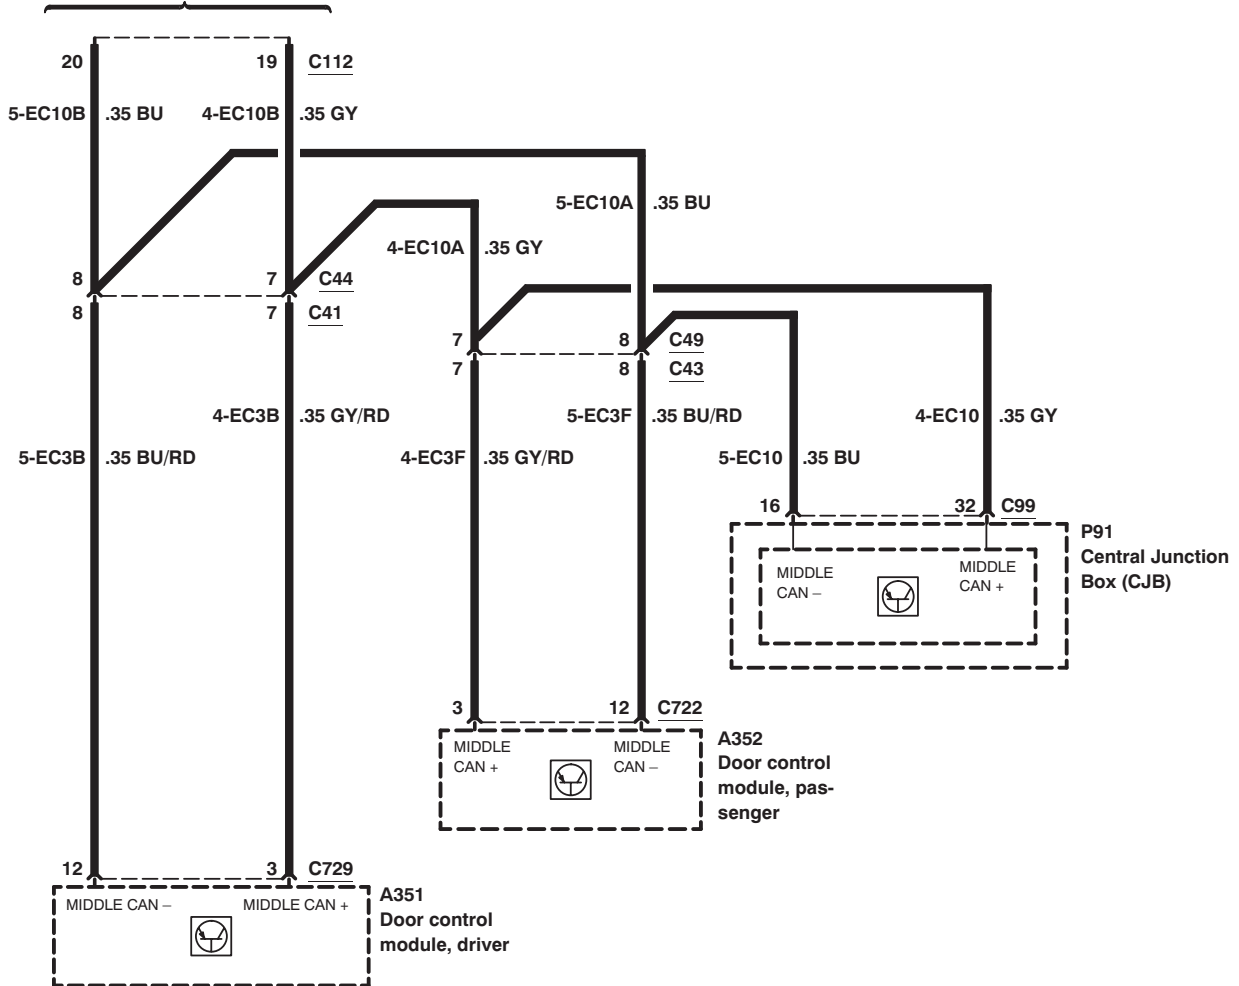 20 19 C112
5-EC10B .35 BU 4-EC10B .35 GY
5-EC10A .35 BU
4-EC10A .35 GY
8 7 C44
8 7 C41
7 8 C49
7 8 C43
4-EC3B .35 GY/RD 5-EC3F .35 BU/RD 4-EC10 .35 GY
5-EC3B .35 BU/RD 4-EC3F .35 GY/RD 5-EC10 .35 BU
16 32 C99
P91
Central Junction
Box (CJB)
MIDDLE
CAN –
MIDDLE
CAN +
3 12 C722
A352
Door control
module, pas-
senger
MIDDLE
CAN +
MIDDLE
CAN –
12 3 C729
A351
Door control
module, driver
MIDDLE CAN – MIDDLE CAN +